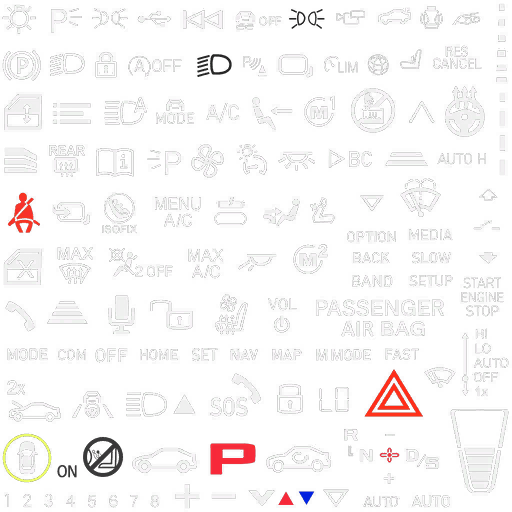 P OFF
P A OFF P LIM RES
CANCEL
A MODE A/C M1
REAR P BC AUTO H
ISOFIX MENU
A/C
OPTION MEDIA
MAX 2 OFF MAX
A/C M2 BACK SLOW
BAND SETUP START
ENGINE
STOP
VOL PASSENGER
AIR BAG
HI
LO
AUTO
OFF
1x
MODE COM OFF HOME SET NAV MAP M MODE FAST
2x SOS
ON P R
N D/S
1 2 3 4 5 6 7 8 AUTO AUTO